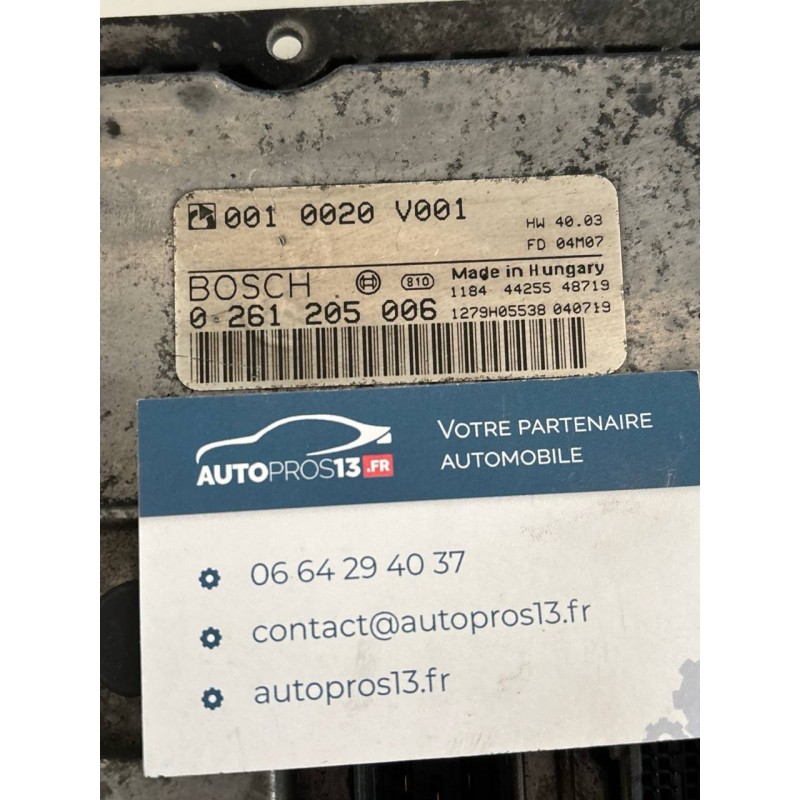 001 0020 V001
HW 40.03
FD 04M07
BOSCH 810 Made in Hungary
1184 44255 48719
0 261 205 006 1279H05538 040719
AUTOPROS13.FR
VOTRE PARTENAIRE
AUTOMOBILE
06 64 29 40 37
contact@autopros13.fr
autopros13.fr